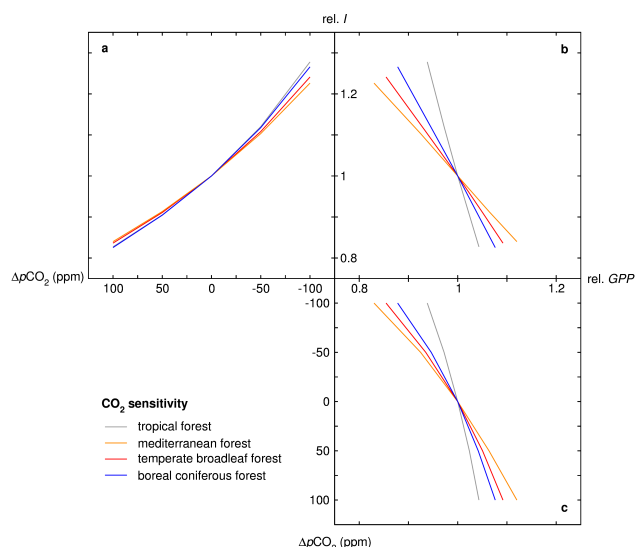 rel. I
a
b
1.2
1
0.8
ΔpCO2 (ppm)
100 50 0 -50 -100
0.8 1 1.2
rel. GPP
-100
-50
0
50
100
c
CO2 sensitivity
tropical forest
mediterranean forest
temperate broadleaf forest
boreal coniferous forest
ΔpCO2 (ppm)